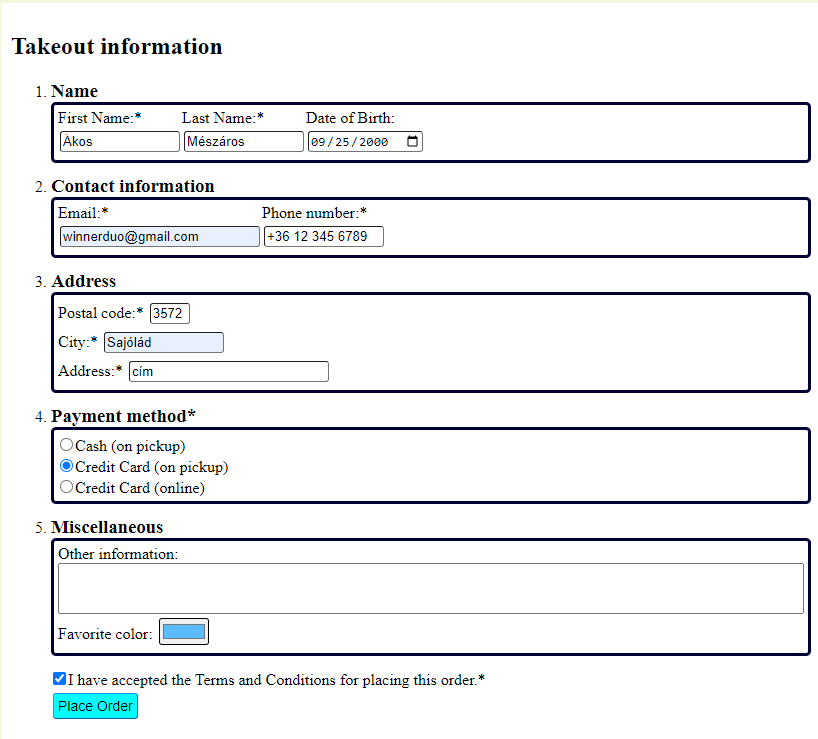 Takeout information
1. Name
First Name:* Last Name:* Date of Birth:
Ákos Mészáros 09/25/2000
2. Contact information
Email:* Phone number:*
winnerduo@gmail.com +36 12 345 6789
3. Address
Postal code:* 3572
City:* Sajólád
Address:* cím
4. Payment method*
Cash (on pickup)
Credit Card (on pickup)
Credit Card (online)
5. Miscellaneous
Other information:
Favorite color:
I have accepted the Terms and Conditions for placing this order.*
Place Order